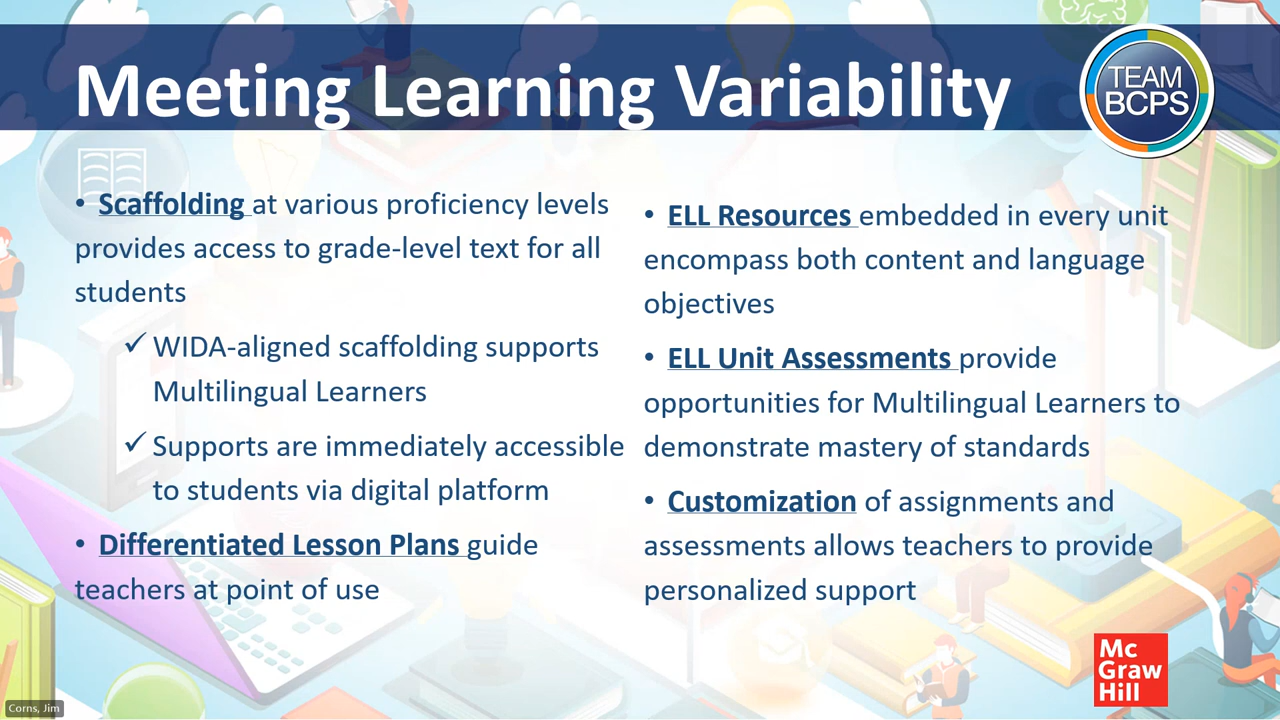 Meeting Learning Variability
TEAM
BCPS
• Scaffolding at various proficiency levels
provides access to grade-level text for all
students
✓ WIDA-aligned scaffolding supports
Multilingual Learners
✓ Supports are immediately accessible
to students via digital platform
• Differentiated Lesson Plans guide
teachers at point of use
• ELL Resources embedded in every unit
encompass both content and language
objectives
• ELL Unit Assessments provide
opportunities for Multilingual Learners to
demonstrate mastery of standards
• Customization of assignments and
assessments allows teachers to provide
personalized support
Mc
Graw
Hill
Corns, Jim